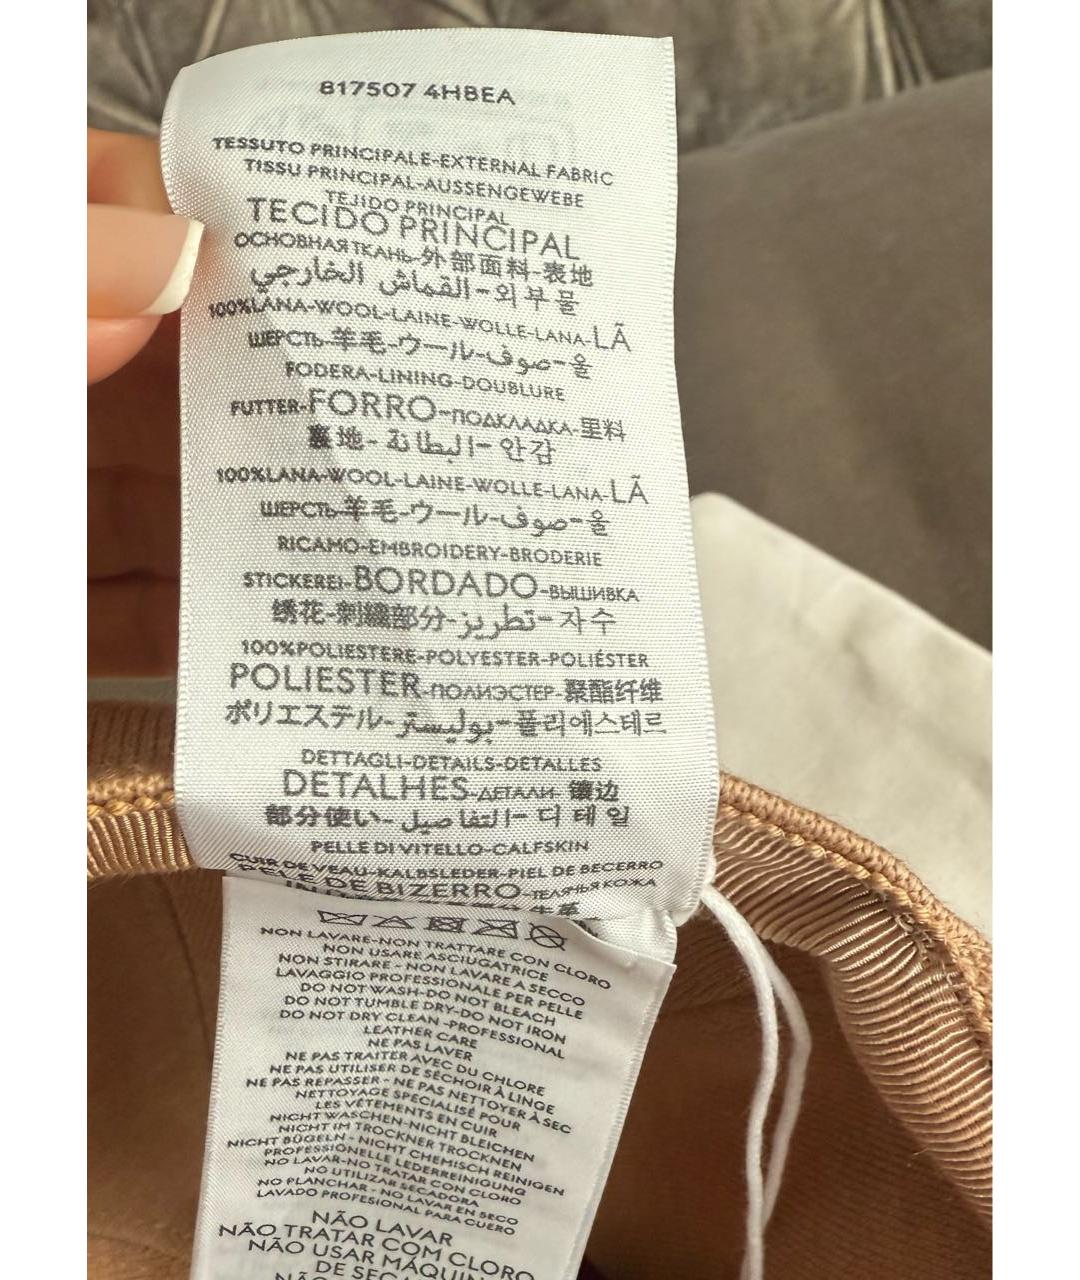 817507 4HBEA
TESSUTO PRINCIPALE-EXTERNAL FABRIC
TISSU PRINCIPAL-AUSSENGEWEBE
TEJIDO PRINCIPAL
TECIDO PRINCIPAL
ОСНОВНАЯ ТКАНЬ-外部面料-表地
القماش الخارجي-외부물
100%LANA-WOOL-LAINE-WOLLE-LANA-LÃ
ШЕРСТЬ-羊毛-ウール-صوف-울
FODERA-LINING-DOUBLURE
FUTTER-FORRO-ПОДКЛАДКА-里料
裏地-البطانة-안감
100%LANA-WOOL-LAINE-WOLLE-LANA-LÃ
ШЕРСТЬ-羊毛-ウール-صوف-울
RICAMO-EMBROIDERY-BRODERIE
STICKEREI-BORDADO-ВЫШИВКА
绣花-刺繍部分-تطريز-자수
100%POLIESTERE-POLYESTER-POLIÉSTER
POLIESTER-ПОЛИЭСТЕР-聚酯纤维
ポリエステル-بوليستر-폴리에스테르
DETTAGLI-DETAILS-DETALLES
DETALHES-ДЕТАЛИ-镶边
部分使い-التفاصيل-디테일
PELLE DI VITELLO-CALFSKIN
CUIR DE VEAU-KALBSLEDER-PIEL DE BECERRO
PELE DE BIZERRO-ТЕЛЯЧЬЯ КОЖА
NON LAVARE-NON TRATTARE CON CLORO
NON USARE ASCIUGATRICE
NON STIRARE - NON LAVARE A SECCO
LAVAGGIO PROFESSIONALE PER PELLE
DO NOT WASH-DO NOT BLEACH
DO NOT TUMBLE DRY-DO NOT IRON
DO NOT DRY CLEAN -PROFESSIONAL
LEATHER CARE
NE PAS LAVER
NE PAS TRAITER AVEC DU CHLORE
NE PAS UTILISER DE SÉCHOIR À LINGE
NE PAS REPASSER - NE PAS NETTOYER À SEC
NETTOYAGE SPÉCIALISÉ POUR
LES VÊTEMENTS EN CUIR
NICHT WASCHEN-NICHT BLEICHEN
NICHT IM TROCKNER TROCKNEN
NICHT BÜGELN- NICHT CHEMISCH REINIGEN
PROFESSIONELLE LEDERREINIGUNG
NO LAVAR-NO TRATAR CON CLORO
NO UTILIZAR SECADORA
NO PLANCHAR - NO LAVAR EN SECO
LAVADO PROFESIONAL PARA CUERO
NÃO LAVAR
NÃO TRATAR COM CLORO
NÃO USAR MÁQUIN
DE SEC